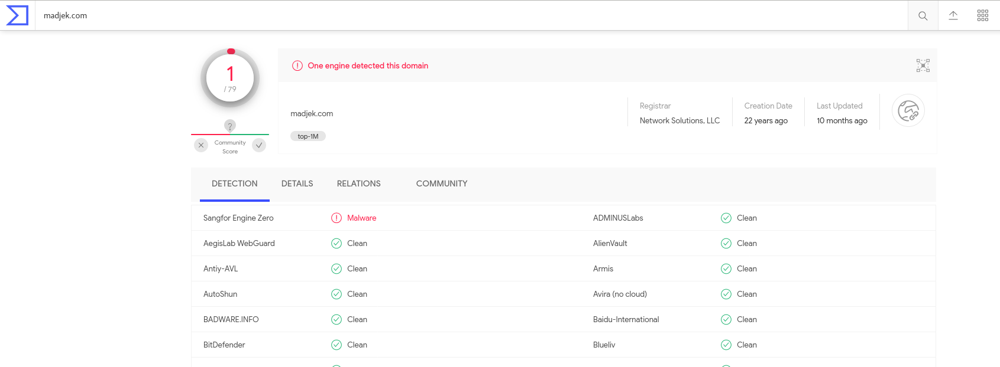 madjek.com
1
/ 79
? 
Community
Score
One engine detected this domain
madjek.com
top-1M
Registrar
Network Solutions, LLC
Creation Date
22 years ago
Last Updated
10 months ago
DETECTION DETAILS RELATIONS COMMUNITY
Sangfor Engine Zero Malware ADMINUSLabs Clean
AegisLab WebGuard Clean AlienVault Clean
Antiy-AVL Clean Armis Clean
AutoShun Clean Avira (no cloud) Clean
BADWARE.INFO Clean Baidu-International Clean
BitDefender Clean Blueliv Clean